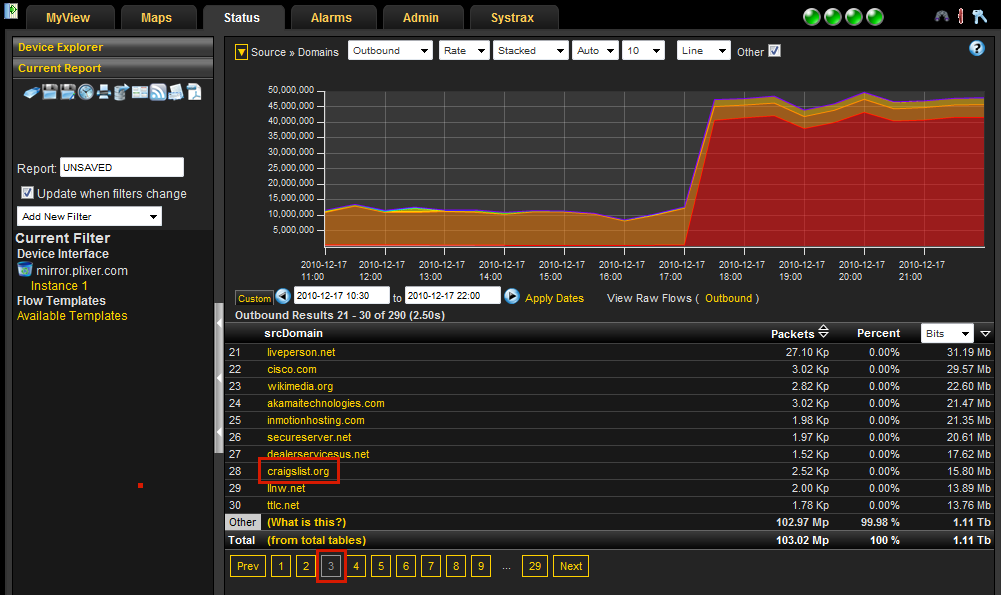 MyView Maps Status Alarms Admin Systrax
Device Explorer
Current Report
Report: UNSAVED
Update when filters change
Add New Filter
Current Filter
Device Interface
mirror.plixer.com
Instance 1
Flow Templates
Available Templates
Source » Domains Outbound Rate Stacked Auto 10 Line Other ?
50,000,000
45,000,000
40,000,000
35,000,000
30,000,000
25,000,000
20,000,000
15,000,000
10,000,000
5,000,000
2010-12-17 2010-12-17 2010-12-17 2010-12-17 2010-12-17 2010-12-17 2010-12-17 2010-12-17 2010-12-17 2010-12-17 2010-12-17
11:00 12:00 13:00 14:00 15:00 16:00 17:00 18:00 19:00 20:00 21:00
Custom 2010-12-17 10:30 to 2010-12-17 22:00 Apply Dates View Raw Flows ( Outbound )
Outbound Results 21 - 30 of 290 (2.50s)
srcDomain Packets Percent Bits
21 liveperson.net 27.10 Kp 0.00% 31.19 Mb
22 cisco.com 3.02 Kp 0.00% 29.57 Mb
23 wikimedia.org 2.82 Kp 0.00% 22.60 Mb
24 akamaitechnologies.com 3.02 Kp 0.00% 21.47 Mb
25 inmotionhosting.com 1.98 Kp 0.00% 21.35 Mb
26 secureserver.net 1.97 Kp 0.00% 20.61 Mb
27 dealerservicesus.net 1.52 Kp 0.00% 17.62 Mb
28 craigslist.org 2.52 Kp 0.00% 15.80 Mb
29 llnw.net 2.00 Kp 0.00% 13.89 Mb
30 ttlc.net 1.78 Kp 0.00% 13.76 Mb
Other (What is this?) 102.97 Mp 99.98 % 1.11 Tb
Total (from total tables) 103.02 Mp 100 % 1.11 Tb
Prev 1 2 3 4 5 6 7 8 9 ... 29 Next